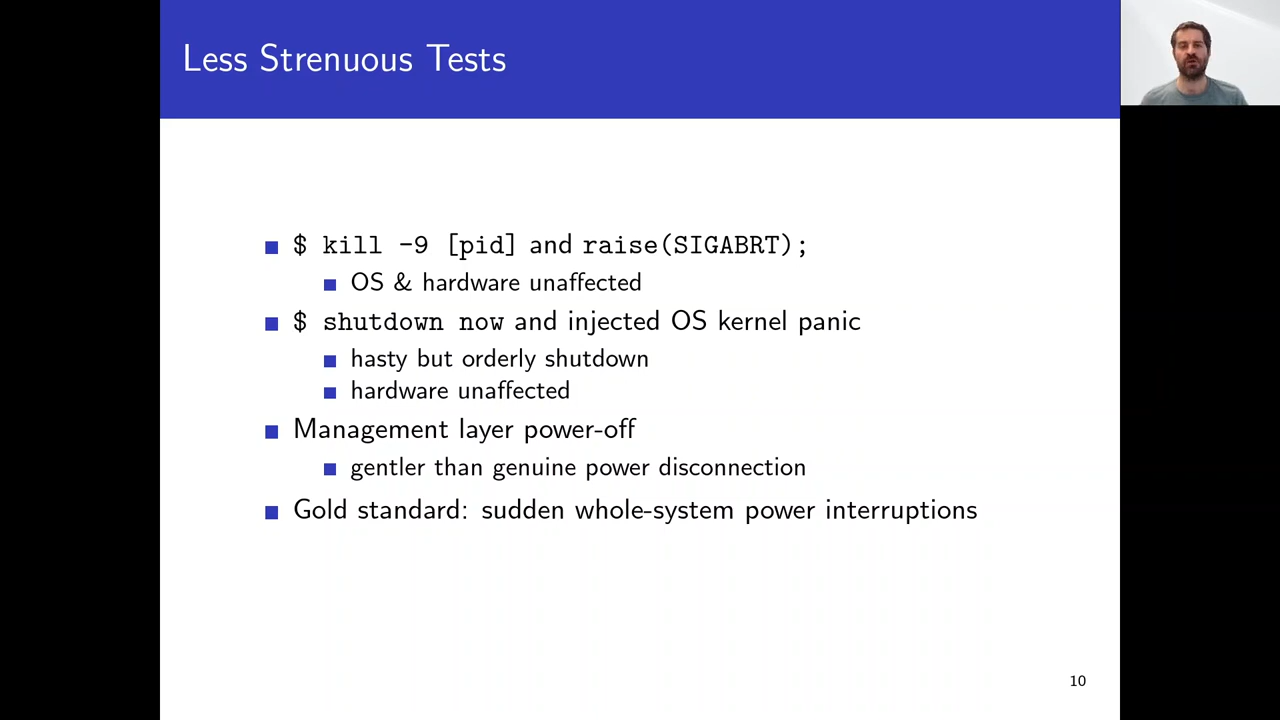 Less Strenuous Tests
$ kill -9 [pid] and raise(SIGABRT);
OS & hardware unaffected
$ shutdown now and injected OS kernel panic
hasty but orderly shutdown
hardware unaffected
Management layer power-off
gentler than genuine power disconnection
Gold standard: sudden whole-system power interruptions
10